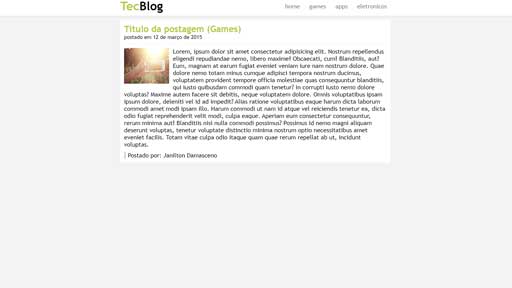 TecBlog
home games apps eletronicos
Titulo da postagem (Games)
postado em: 12 de março de 2015
Lorem, ipsum dolor sit amet consectetur adipisicing elit. Nostrum repellendus
eligendi repudiandae nemo, libero maxime? Obcaecati, cum? Blanditiis, aut?
Eum, magnam at earum fugiat eveniet veniam iure nam nostrum dolore. Quae
dolore nemo totam minus cumque adipisci tempora nostrum ducimus,
voluptatem provident tempore officia molestiae quas consequuntur blanditiis,
qui culpa quibusdam commodi quam tenetur? In corrupti iusto nemo dolore
voluptas? Maxime autem facere sit debitis, neque voluptatem dolore. Omnis voluptatibus ipsam
ipsum dolore, deleniti vel id ad impedit? Alias ratione voluptatibus eaque harum dicta laborum
commodi amet modi ipsam illo. Harum commodi ut nam id atque vel reiciendis tenetur ea, dicta
odio fugiat reprehenderit velit modi, culpa eaque. Aperiam eum consectetur consequuntur,
rerum minima aut! Blanditiis nisi nulla commodi possimus? Possimus id nemo magni aliquam
deserunt voluptas, tenetur voluptate distinctio minima nostrum optio necessitatibus amet
eveniet facilis. Totam vitae culpa odio itaque quam quae rerum repellat ab ut, incidunt
voluptas.
Postado por: Janilton Damasceno